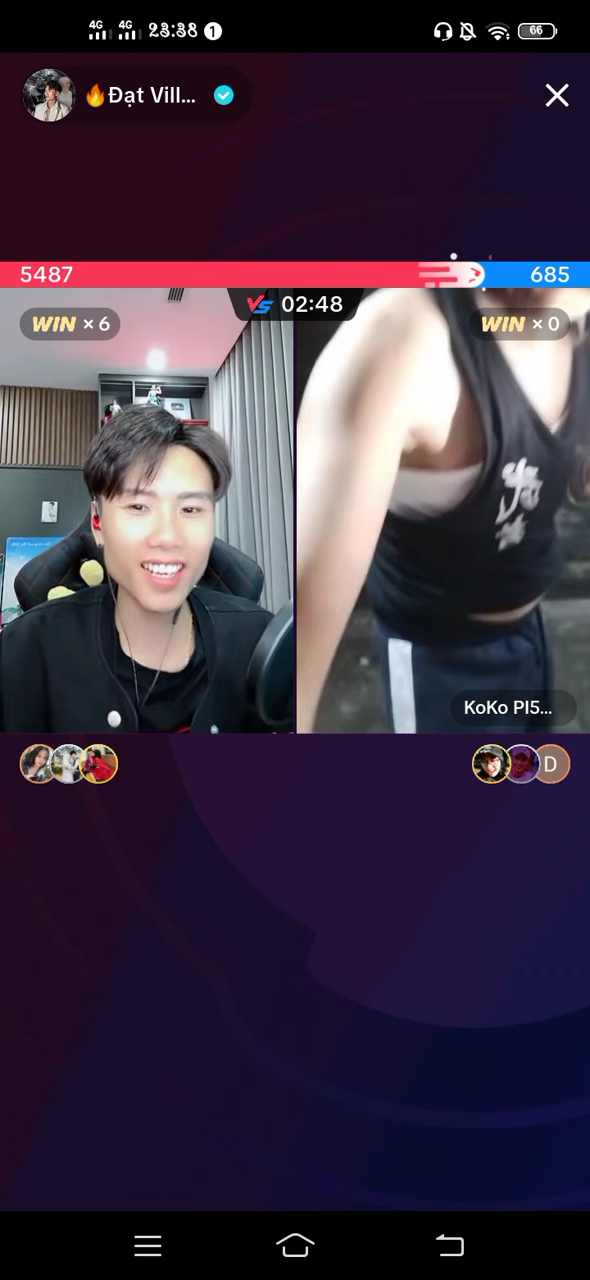 4G 4G 23:38 1 66
🔥Đạt Vill...
5487 685
VS 02:48
WIN × 6 WIN × 0
KoKo PI5...
D